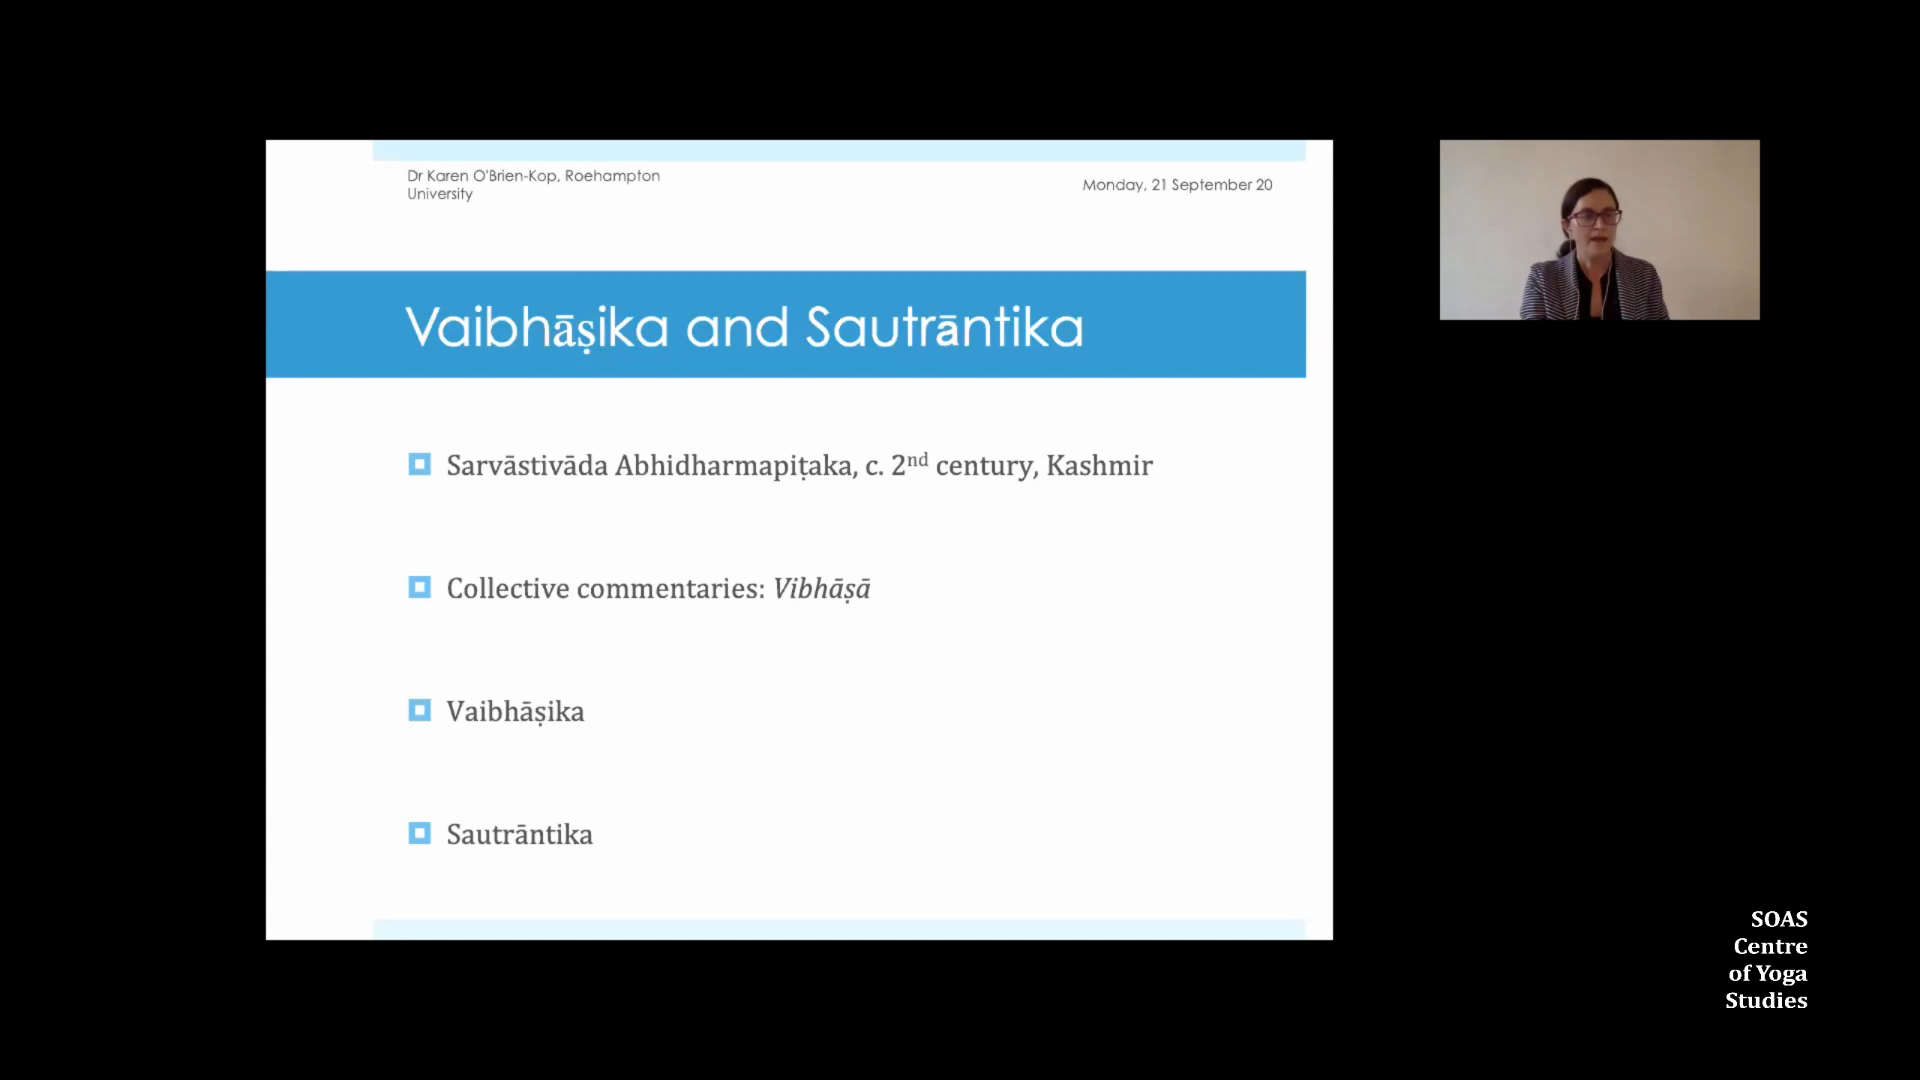 Dr Karen O'Brien-Kop, Roehampton
University
Monday, 21 September 20
Vaibhāṣika and Sautrāntika
Sarvāstivāda Abhidharmapiṭaka, c. 2nd century, Kashmir
Collective commentaries: Vibhāṣā
Vaibhāṣika
Sautrāntika
SOAS
Centre
of Yoga
Studies